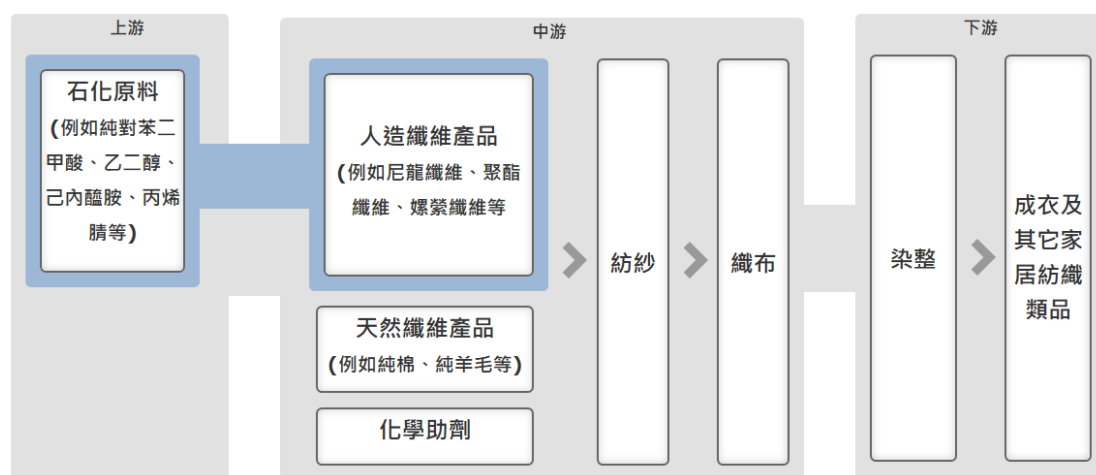 上游
石化原料
(例如純對苯二
甲酸、乙二醇、
己內醯胺、丙烯
腈等)
中游
人造纖維產品
(例如尼龍纖維、聚酯
纖維、嫘縈纖維等
天然纖維產品
(例如純棉、純羊毛等)
化學助劑
紡紗
織布
下游
染整
成衣及
其它家
居紡織
類品